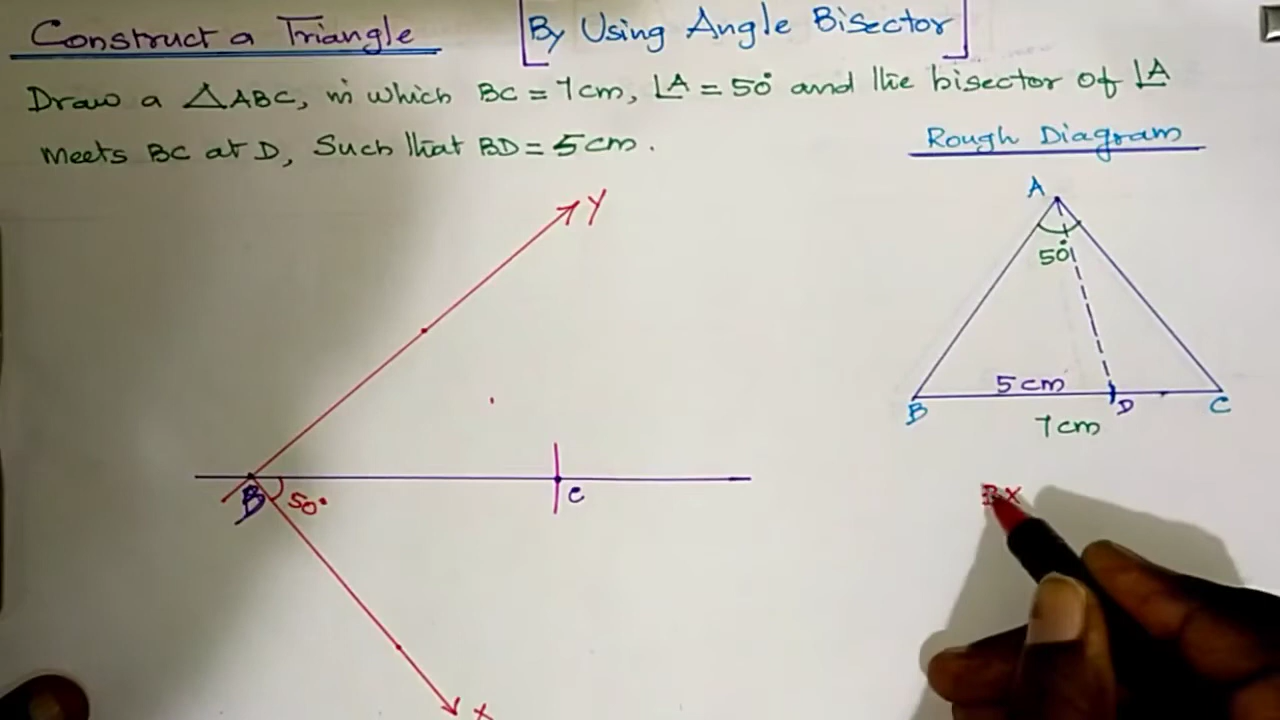 Construct a Triangle [By Using Angle Bisector]
Draw a △ABC, in which BC = 7cm, ∠A = 50° and the bisector of ∠A
meets BC at D, Such that BD = 5cm.
Rough Diagram
A
50°
5cm
B D C
7cm
Y
B 50° C
X
BX